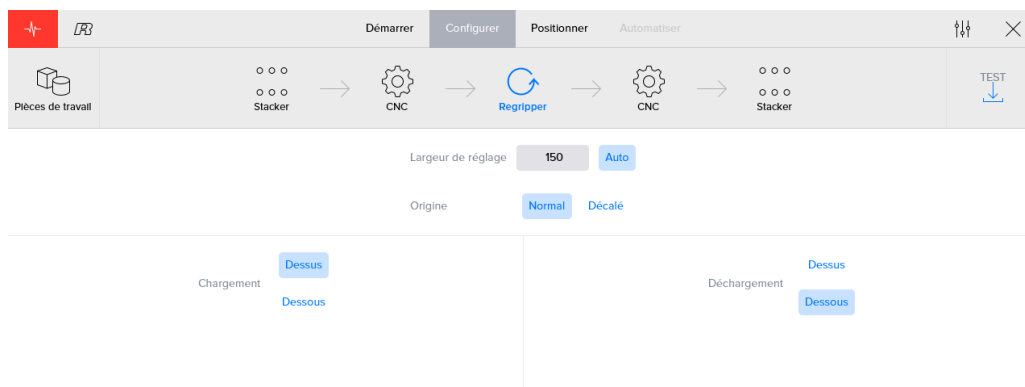 Démarrer Configurer Positionner Automatiser
Pièces de travail Stacker CNC Regripper CNC Stacker TEST
Largeur de réglage 150 Auto
Origine Normal Décalé
Chargement
Dessus
Dessous
Déchargement
Dessus
Dessous